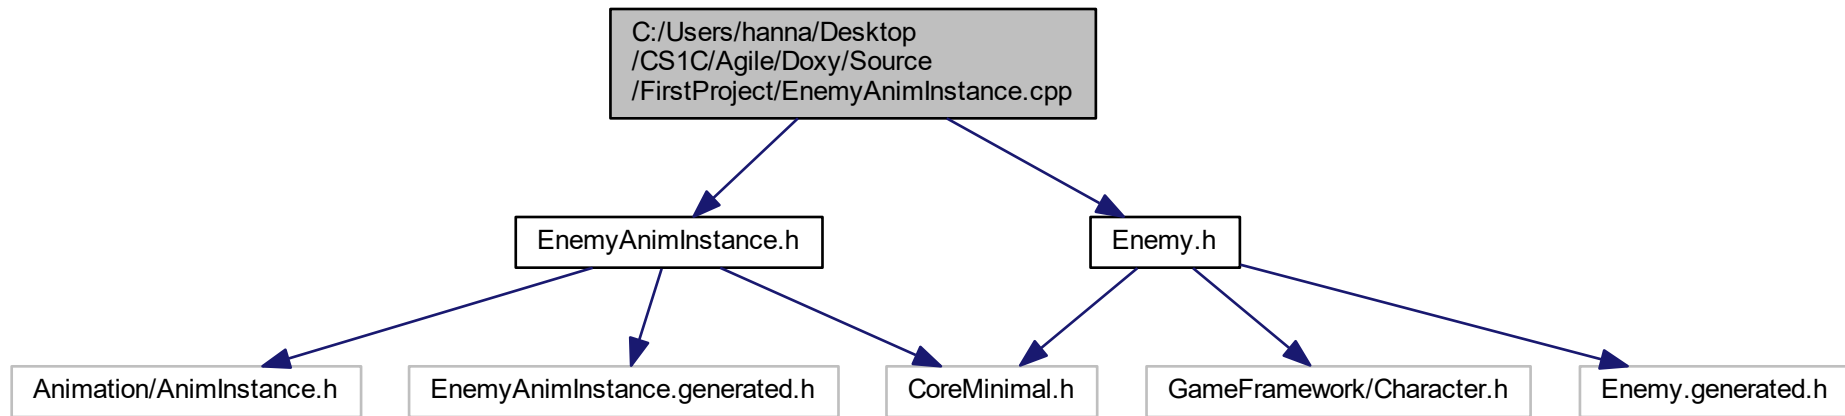 C:/Users/hanna/Desktop
/CS1C/Agile/Doxy/Source
/FirstProject/EnemyAnimInstance.cpp
EnemyAnimInstance.h
Enemy.h
Animation/AnimInstance.h
EnemyAnimInstance.generated.h
CoreMinimal.h
GameFramework/Character.h
Enemy.generated.h